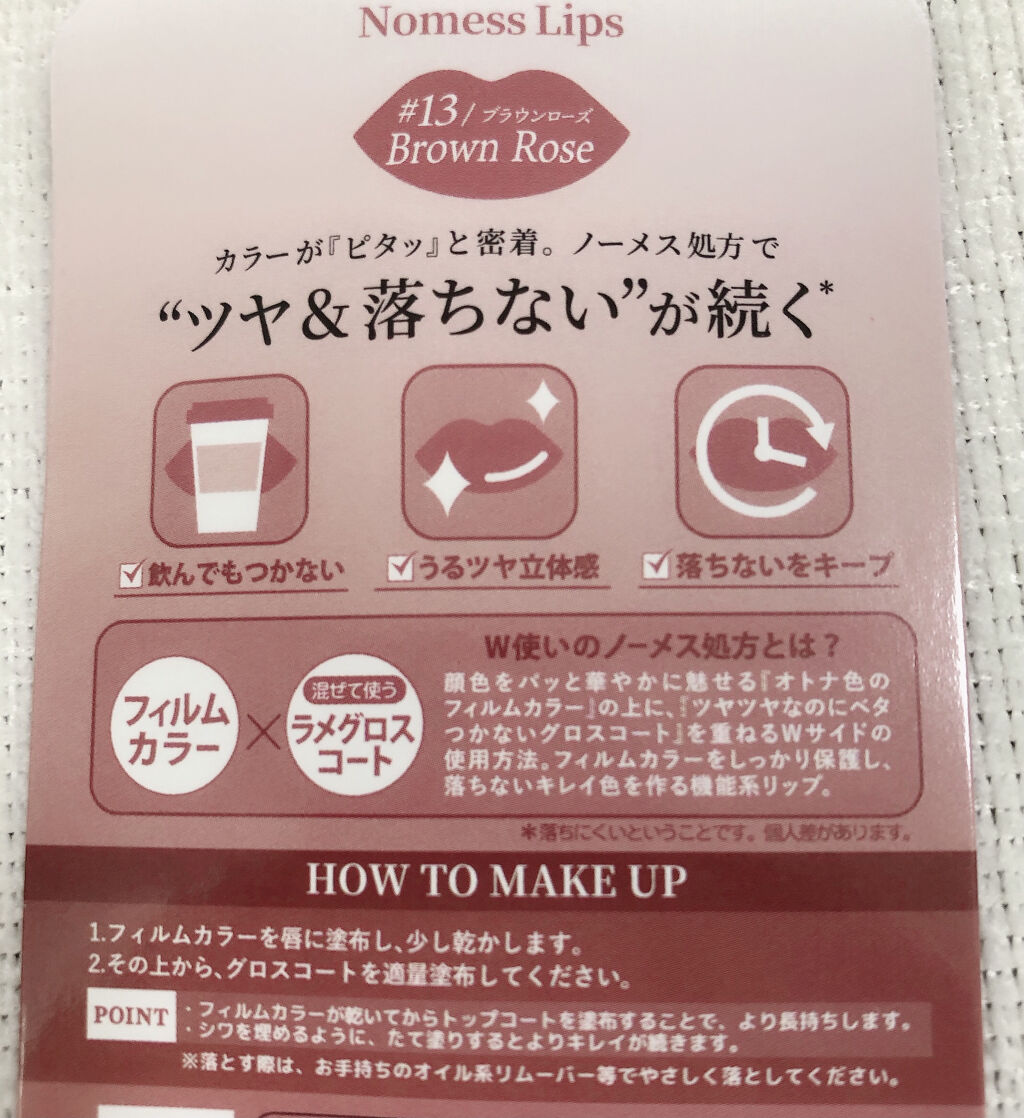 Nomess Lips
#13/ブラウンローズ
Brown Rose
カラーが『ピタッ』と密着。ノーメス処方で
“ツヤ&落ちない”が続く*
飲んでもつかない
うるツヤ立体感
落ちないをキープ
フィルム
カラー
×
混ぜて使う
ラメグロス
コート
W使いのノーメス処方とは?
顔色をパッと華やかに魅せる『オトナ色の
フィルムカラー』の上に、『ツヤツヤなのにベタ
つかないグロスコート』を重ねるWサイドの
使用方法。フィルムカラーをしっかり保護し、
落ちないキレイ色を作る機能系リップ。
*落ちにくいということです。個人差があります。
HOW TO MAKE UP
1.フィルムカラーを唇に塗布し、少し乾かします。
2.その上から、グロスコートを適量塗布してください。
POINT
・フィルムカラーが乾いてからトップコートを塗布することで、より長持ちします。
・シワを埋めるように、たて塗りするとよりキレイが続きます。
※落とす際は、お手持ちのオイル系リムーバー等でやさしく落としてください。